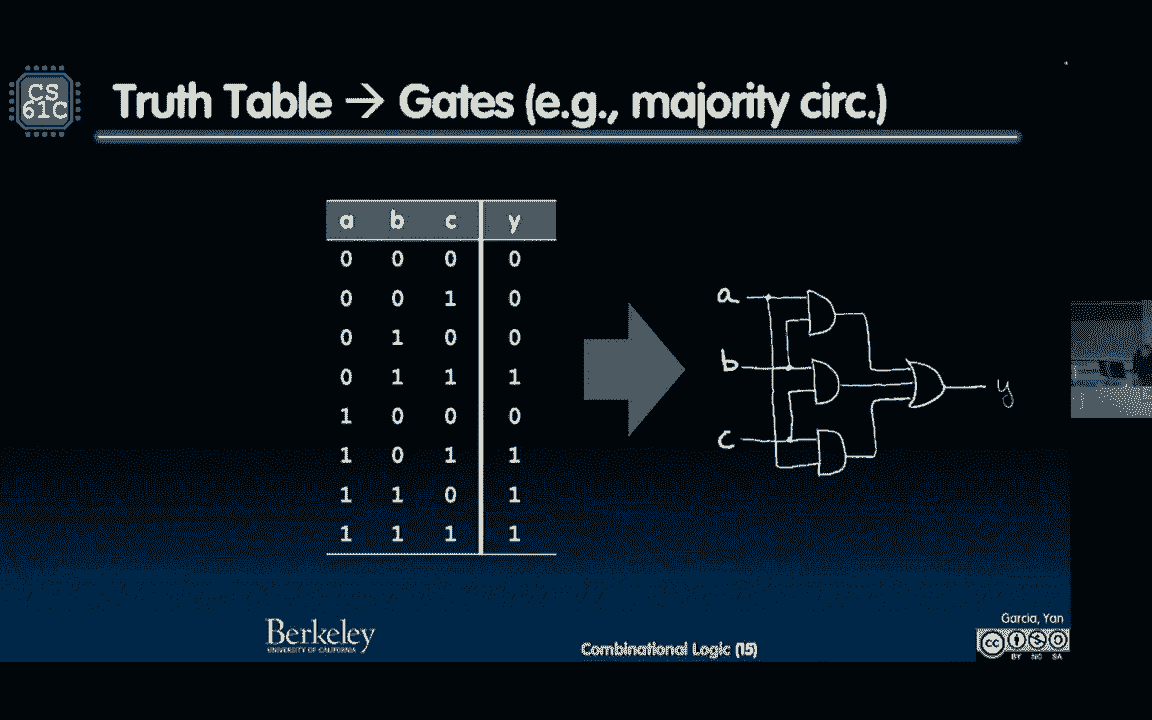 CS
61C
Truth Table → Gates (e.g., majority circ.)
a b c y
0 0 0 0
0 0 1 0
0 1 0 0
0 1 1 1
1 0 0 0
1 0 1 1
1 1 0 1
1 1 1 1
a
b
c
y
Berkeley
UNIVERSITY OF CALIFORNIA
Combinational Logic (15)
Garcia, Yan
cc
BY NC SA